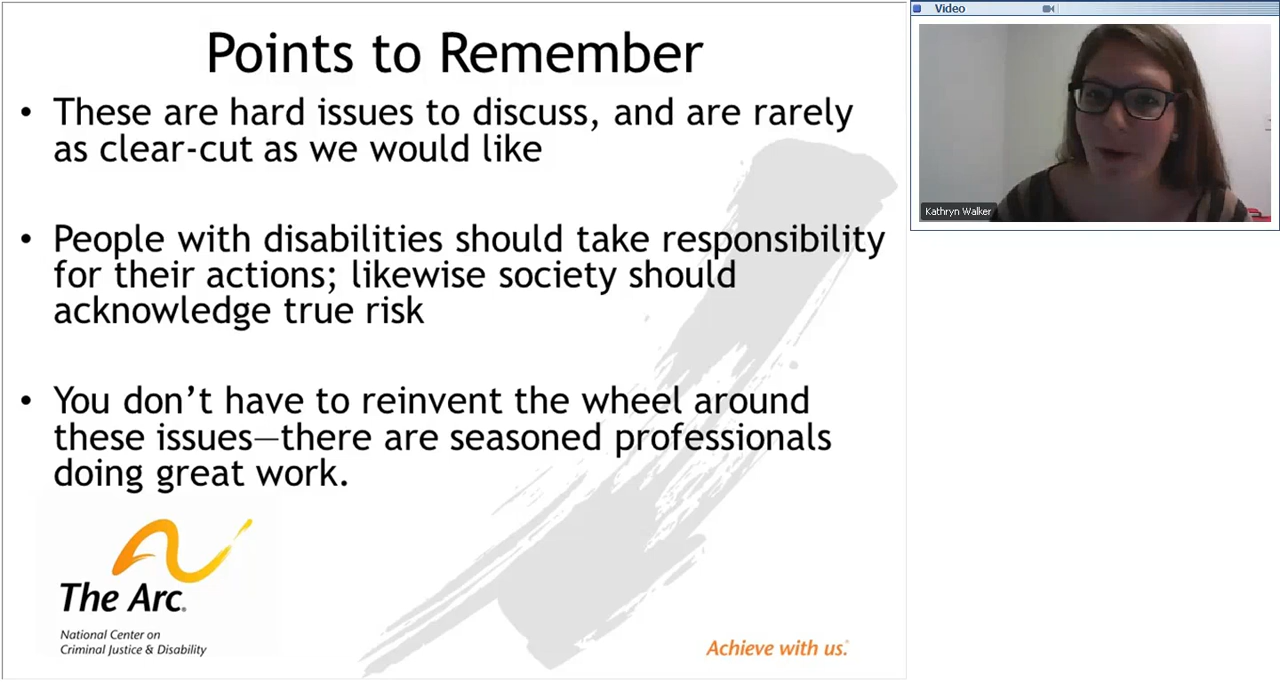 Points to Remember
• These are hard issues to discuss, and are rarely
as clear-cut as we would like
• People with disabilities should take responsibility
for their actions; likewise society should
acknowledge true risk
• You don’t have to reinvent the wheel around
these issues—there are seasoned professionals
doing great work.
The Arc®
National Center on
Criminal Justice & Disability
Achieve with us.®
Video
Kathryn Walker